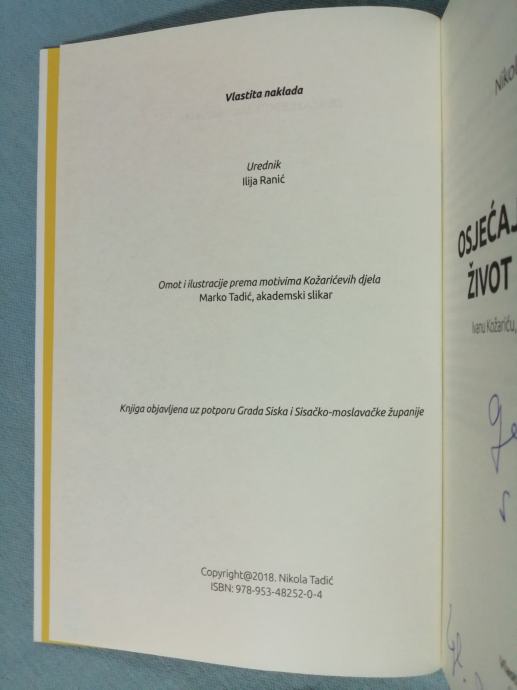 Vlastita naklada
Urednik
Ilija Ranić
Omot i ilustracije prema motivima Kožarićevih djela
Marko Tadić, akademski slikar
Knjiga objavljena uz potporu Grada Siska i Sisačko-moslavačke županije
Copyright@2018. Nikola Tadić
ISBN: 978-953-48252-0-4
ŽIVOT
Ivanu Kožariću,